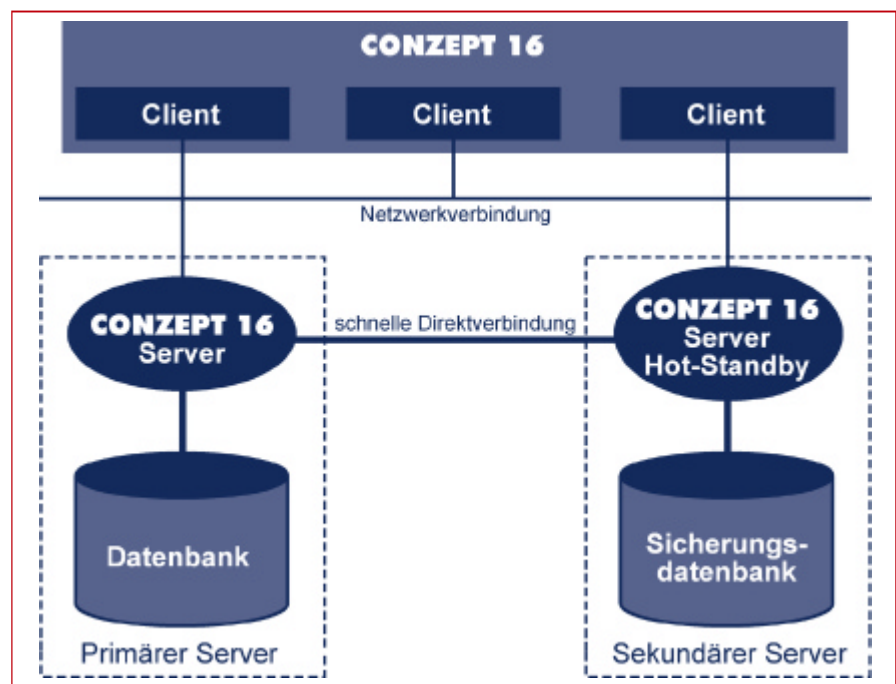 CONZEPT 16
Client
Client
Client
Netzwerkverbindung
CONZEPT 16
Server
schnelle Direktverbindung
CONZEPT 16
Server
Hot-Standby
Datenbank
Sicherungs-
datenbank
Primärer Server
Sekundärer Server